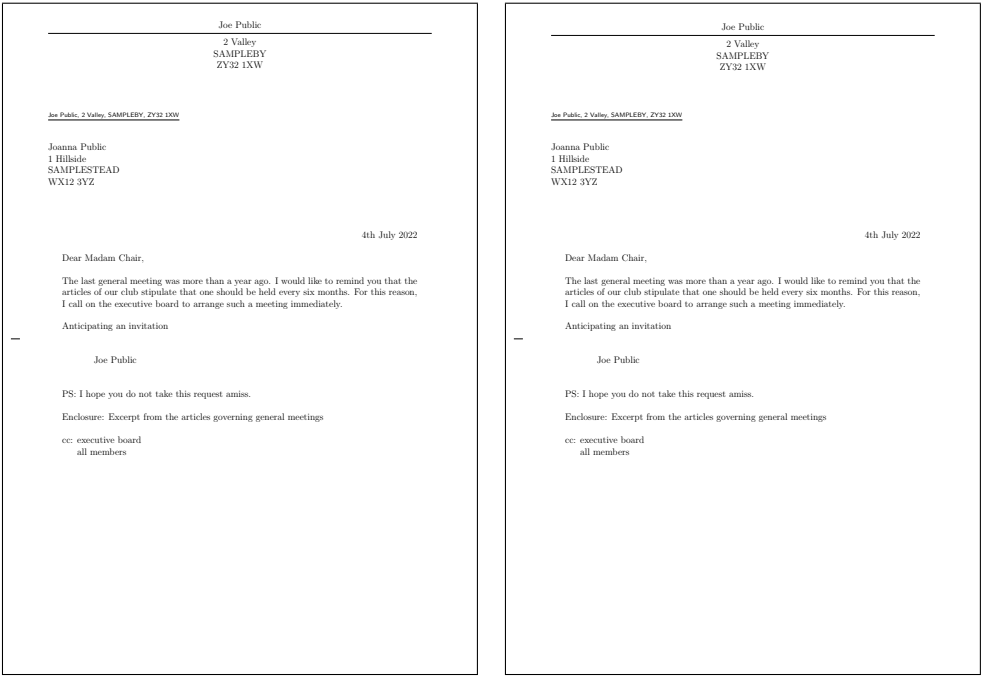 Joe Public
2 Valley
SAMPLEBY
ZY32 1XW
Joe Public, 2 Valley, SAMPLEBY, ZY32 1XW
Joanna Public
1 Hillside
SAMPLESTEAD
WX12 3YZ
4th July 2022
Dear Madam Chair,
The last general meeting was more than a year ago. I would like to remind you that the
articles of our club stipulate that one should be held every six months. For this reason,
I call on the executive board to arrange such a meeting immediately.
Anticipating an invitation
Joe Public
PS: I hope you do not take this request amiss.
Enclosure: Excerpt from the articles governing general meetings
cc: executive board
all members
Joe Public
2 Valley
SAMPLEBY
ZY32 1XW
Joe Public, 2 Valley, SAMPLEBY, ZY32 1XW
Joanna Public
1 Hillside
SAMPLESTEAD
WX12 3YZ
4th July 2022
Dear Madam Chair,
The last general meeting was more than a year ago. I would like to remind you that the
articles of our club stipulate that one should be held every six months. For this reason,
I call on the executive board to arrange such a meeting immediately.
Anticipating an invitation
Joe Public
PS: I hope you do not take this request amiss.
Enclosure: Excerpt from the articles governing general meetings
cc: executive board
all members